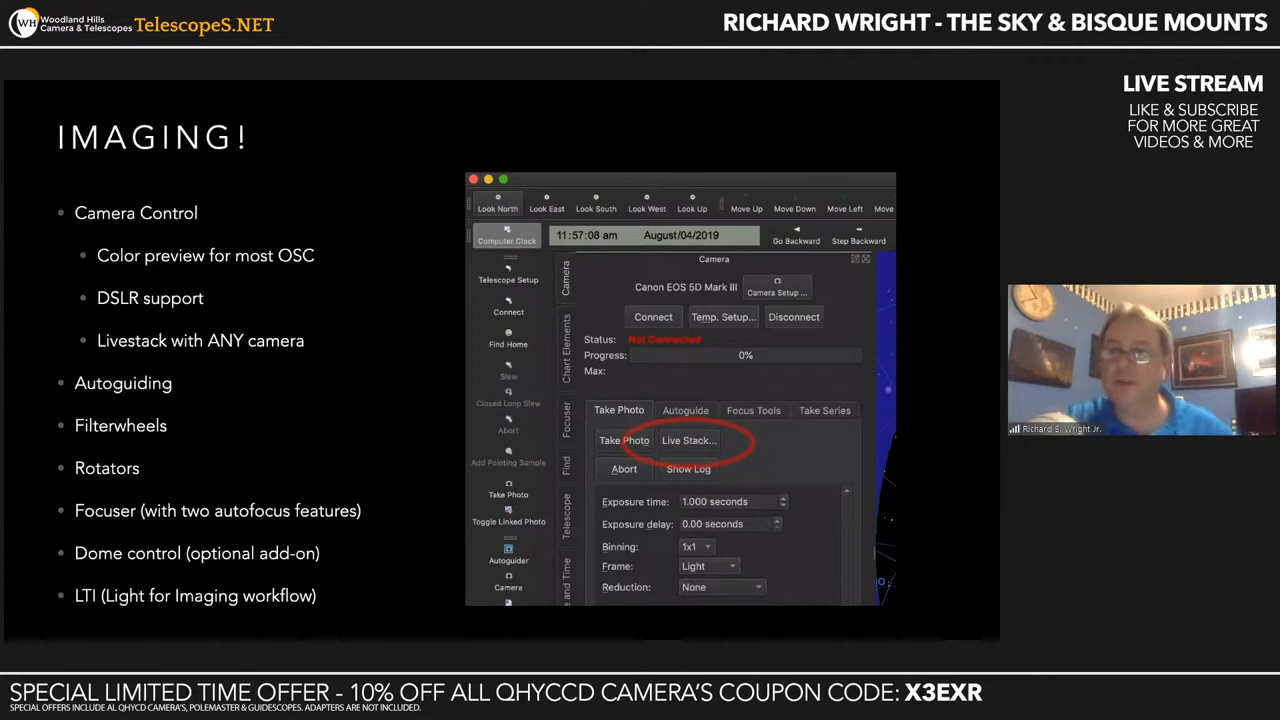 WH
Woodland Hills
Camera & Telescopes
TelescopeS.NET
RICHARD WRIGHT - THE SKY & BISQUE MOUNTS
LIVE STREAM
LIKE & SUBSCRIBE
FOR MORE GREAT
VIDEOS & MORE
IMAGING!
Camera Control
Color preview for most OSC
DSLR support
Livestack with ANY camera
Autoguiding
Filterwheels
Rotators
Focuser (with two autofocus features)
Dome control (optional add-on)
LTI (Light for Imaging workflow)
Look North Look East Look South Look West Look Up Move Up Move Down Move Left Move
Computer Clock 11:57:08 am August/04/2019 Go Backward Step Backward
Telescope Setup
Connect
Find Home
Slew
Closed Loop Slew
Abort
Add Pointing Sample
Take Photo
Toggle Linked Photo
Autoguider
Camera
Camera
Chart Elements
Focuser
Find
Telescope
e and Time
Camera
Canon EOS 5D Mark III Camera Setup ...
Connect Temp. Setup... Disconnect
Status: Not Connected
Progress: 0%
Max:
Take Photo Autoguide Focus Tools Take Series
Take Photo Live Stack...
Abort Show Log
Exposure time: 1.000 seconds
Exposure delay: 0.00 seconds
Binning: 1x1
Frame: Light
Reduction: None
Richard S. Wright Jr.
SPECIAL LIMITED TIME OFFER - 10% OFF ALL QHYCCD CAMERA'S COUPON CODE: X3EXR
SPECIAL OFFERS INCLUDE AL QHYCD CAMERA'S, POLEMASTER & GUIDESCOPES. ADAPTERS ARE NOT INCLUDED.